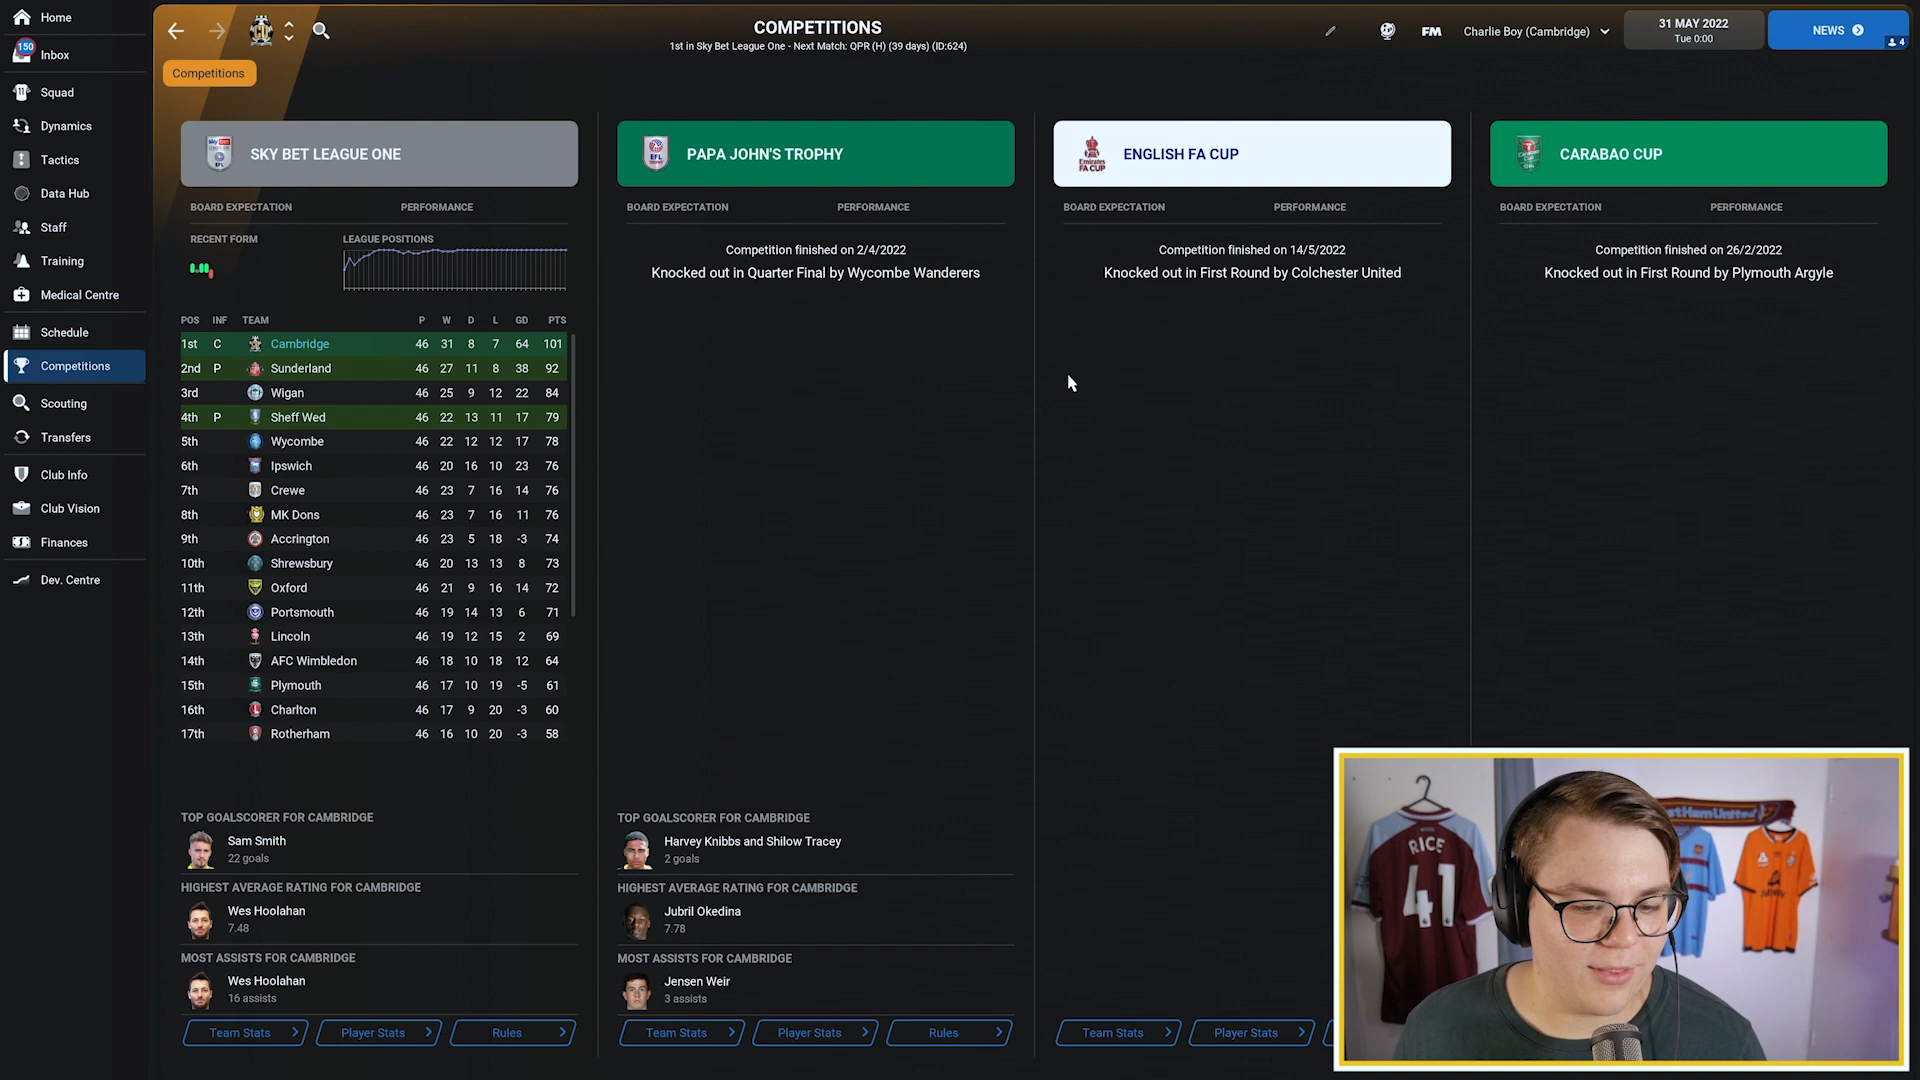 Home
150
Inbox
Squad
Dynamics
Tactics
Data Hub
Staff
Training
Medical Centre
Schedule
Competitions
Scouting
Transfers
Club Info
Club Vision
Finances
Dev. Centre
COMPETITIONS
1st in Sky Bet League One - Next Match: QPR (H) (39 days) (ID:624)
FM
Charlie Boy (Cambridge)
31 MAY 2022
Tue 0:00
NEWS
4
Competitions
SKY BET LEAGUE ONE
BOARD EXPECTATION PERFORMANCE
RECENT FORM LEAGUE POSITIONS
POS INF TEAM P W D L GD PTS
1st C Cambridge 46 31 8 7 64 101
2nd P Sunderland 46 27 11 8 38 92
3rd Wigan 46 25 9 12 22 84
4th P Sheff Wed 46 22 13 11 17 79
5th Wycombe 46 22 12 12 17 78
6th Ipswich 46 20 16 10 23 76
7th Crewe 46 23 7 16 14 76
8th MK Dons 46 23 7 16 11 76
9th Accrington 46 23 5 18 -3 74
10th Shrewsbury 46 20 13 13 8 73
11th Oxford 46 21 9 16 14 72
12th Portsmouth 46 19 14 13 6 71
13th Lincoln 46 19 12 15 2 69
14th AFC Wimbledon 46 18 10 18 12 64
15th Plymouth 46 17 10 19 -5 61
16th Charlton 46 17 9 20 -3 60
17th Rotherham 46 16 10 20 -3 58
TOP GOALSCORER FOR CAMBRIDGE
Sam Smith
22 goals
HIGHEST AVERAGE RATING FOR CAMBRIDGE
Wes Hoolahan
7.48
MOST ASSISTS FOR CAMBRIDGE
Wes Hoolahan
16 assists
Team Stats Player Stats Rules
EFL
PAPA JOHN'S TROPHY
BOARD EXPECTATION PERFORMANCE
Competition finished on 2/4/2022
Knocked out in Quarter Final by Wycombe Wanderers
TOP GOALSCORER FOR CAMBRIDGE
Harvey Knibbs and Shilow Tracey
2 goals
HIGHEST AVERAGE RATING FOR CAMBRIDGE
Jubril Okedina
7.78
MOST ASSISTS FOR CAMBRIDGE
Jensen Weir
3 assists
Team Stats Player Stats Rules
Emirates
FA CUP
ENGLISH FA CUP
BOARD EXPECTATION PERFORMANCE
Competition finished on 14/5/2022
Knocked out in First Round by Colchester United
Team Stats Player Stats
CARABAO CUP
BOARD EXPECTATION PERFORMANCE
Competition finished on 26/2/2022
Knocked out in First Round by Plymouth Argyle
RICE
41